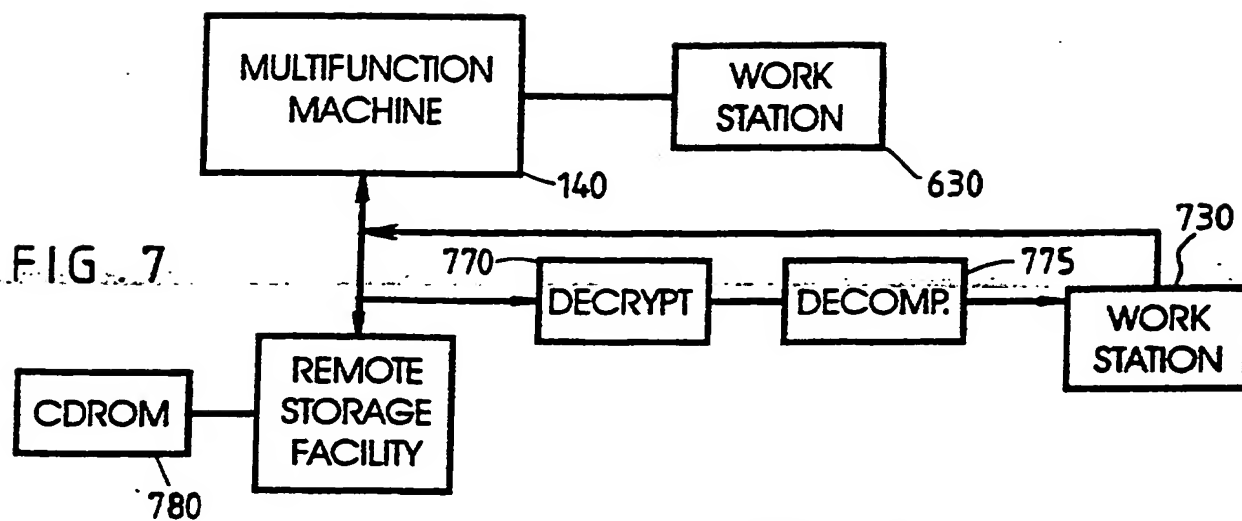 MULTIFUNCTION
MACHINE
WORK
STATION
140
630
730
FIG. 7
770
775
DECRYPT
DECOMP.
WORK
STATION
REMOTE
STORAGE
FACILITY
CDROM
780